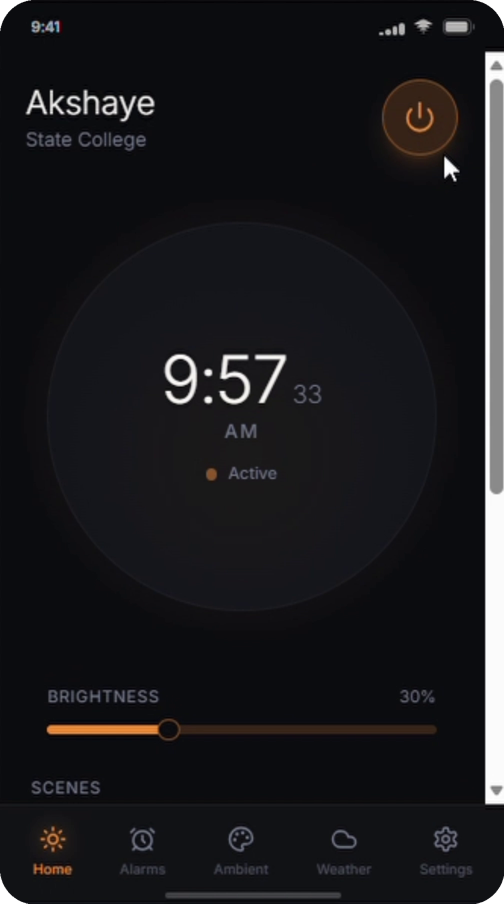 9:41
Akshaye
State College
9:57 33
AM
Active
BRIGHTNESS 30%
SCENES
Home Alarms Ambient Weather Settings